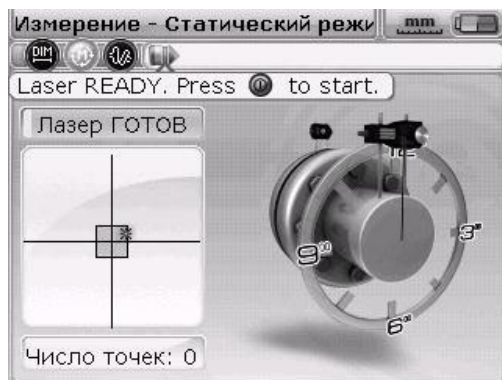 Измерение - Статический режи
mm
DIM
Laser READY. Press to start.
Лазер ГОТОВ
12
3"
9"
6"
Число точек: 0